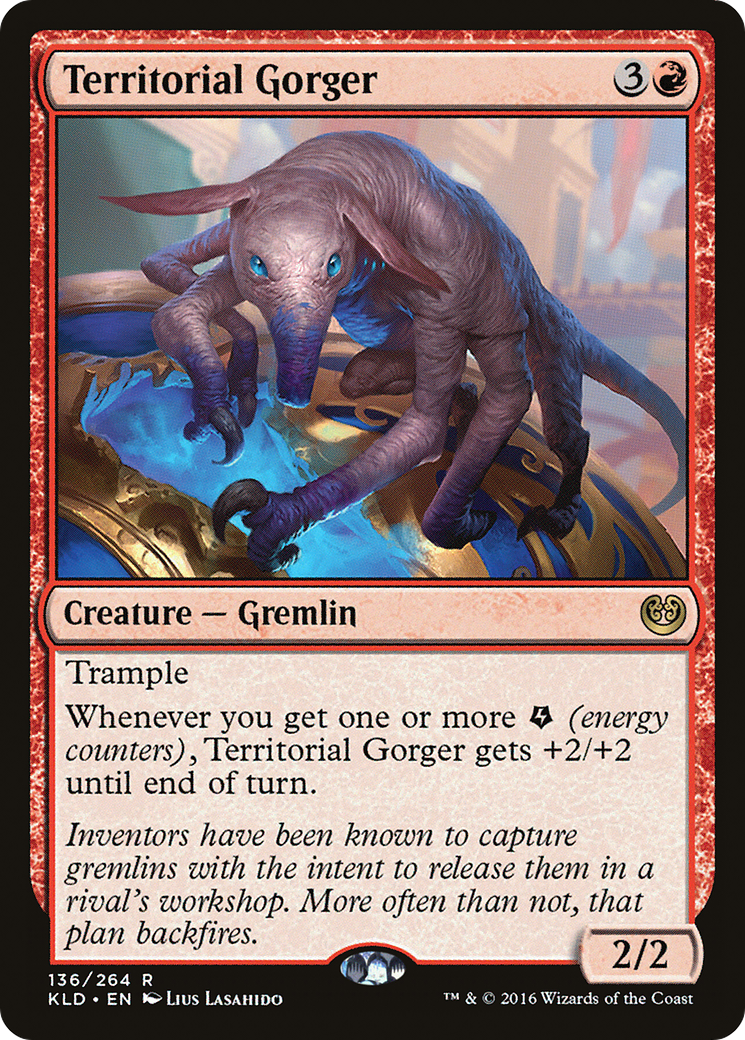 Territorial Gorger 3
Creature — Gremlin
Trample
Whenever you get one or more (energy
counters), Territorial Gorger gets +2/+2
until end of turn.
Inventors have been known to capture
gremlins with the intent to release them in a
rival's workshop. More often than not, that
plan backfires.
2/2
136/264 R
KLD • EN Lius Lasahido
™ & © 2016 Wizards of the Coast